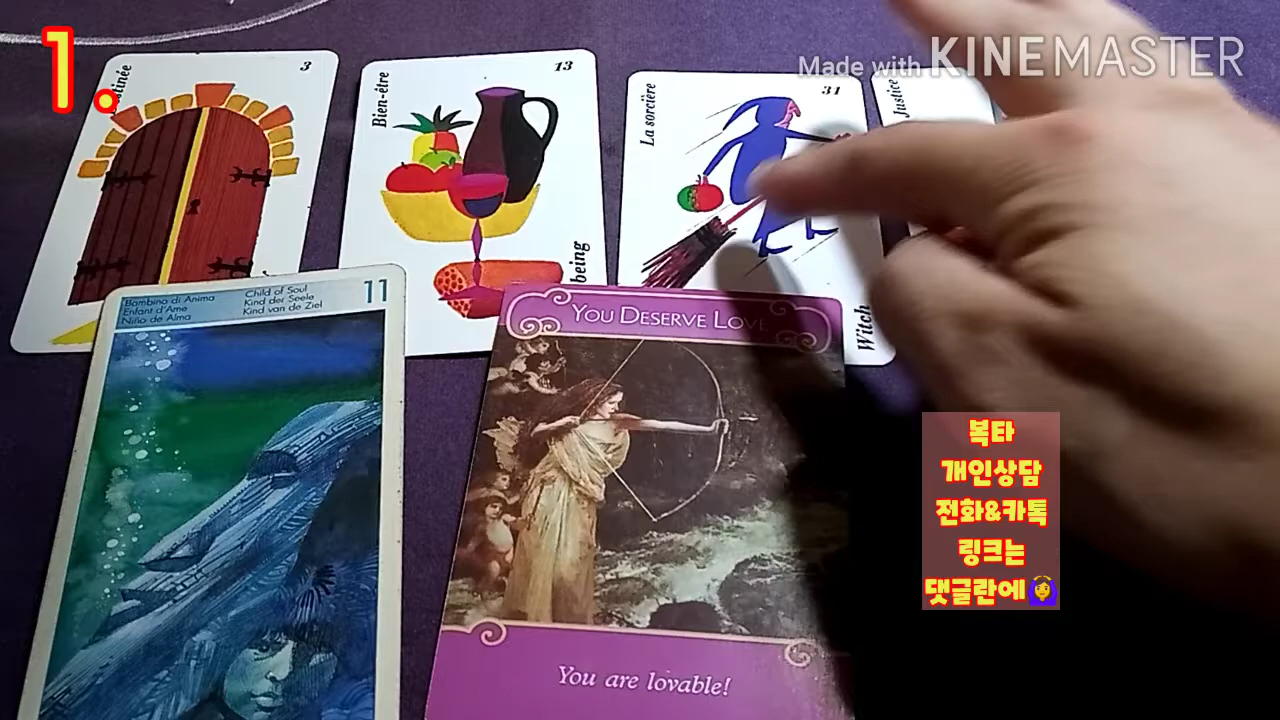 1.
Made with KINEMASTER
tinée
3
Bien-être
13
being
La sorcière
31
Witch
Justice
Bambino di Anima
Enfant d'Ame
Niño de Alma
Child of Soul
Kind der Seele
Kind van de Ziel
11
YOU DESERVE LOVE
You are lovable!
복타
개인상담
전화&카톡
링크는
댓글란에🙆‍♀️